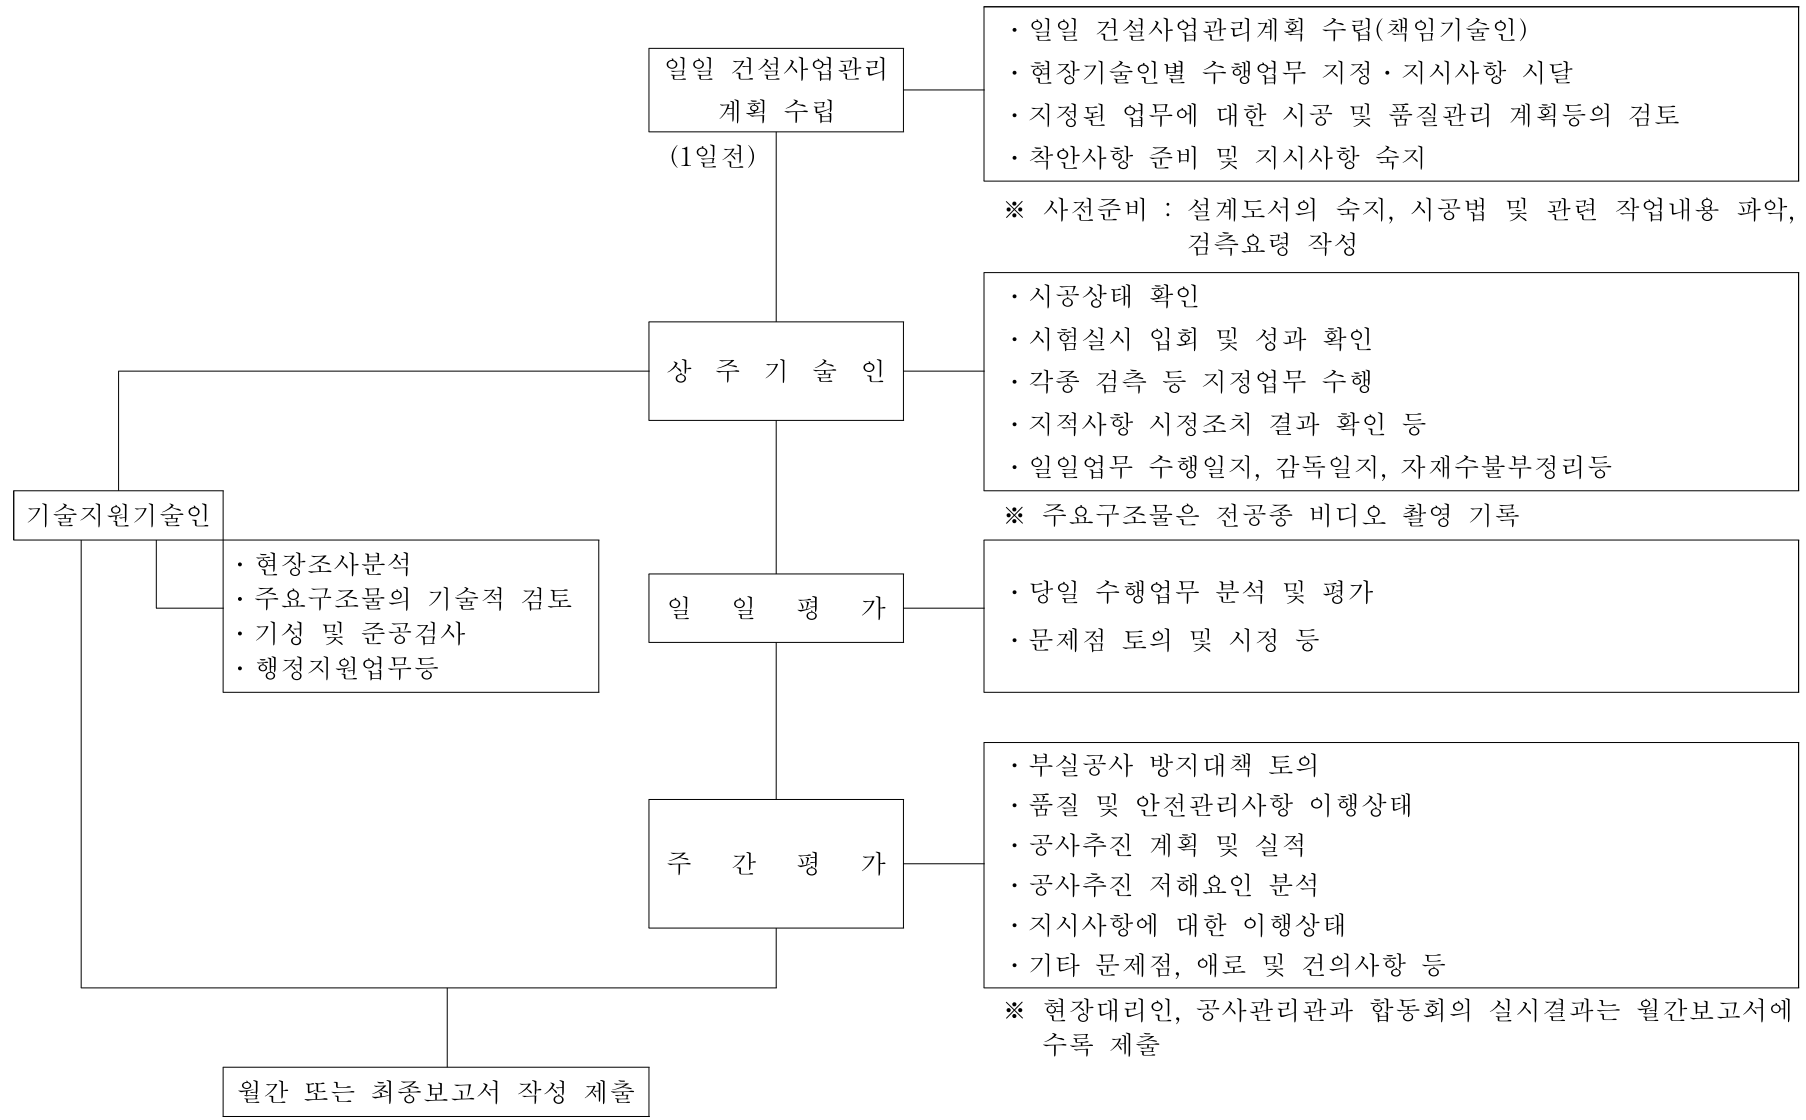 일일 건설사업관리
계획 수립
(1일전)
· 일일 건설사업관리계획 수립(책임기술인)
· 현장기술인별 수행업무 지정 · 지시사항 시달
· 지정된 업무에 대한 시공 및 품질관리 계획등의 검토
· 착안사항 준비 및 지시사항 숙지
※ 사전준비 : 설계도서의 숙지, 시공법 및 관련 작업내용 파악,
검측요령 작성
상 주 기 술 인
· 시공상태 확인
· 시험실시 입회 및 성과 확인
· 각종 검측 등 지정업무 수행
· 지적사항 시정조치 결과 확인 등
· 일일업무 수행일지, 감독일지, 자재수불부정리등
※ 주요구조물은 전공종 비디오 촬영 기록
기술지원기술인
· 현장조사분석
· 주요구조물의 기술적 검토
· 기성 및 준공검사
· 행정지원업무등
일 일 평 가
· 당일 수행업무 분석 및 평가
· 문제점 토의 및 시정 등
주 간 평 가
· 부실공사 방지대책 토의
· 품질 및 안전관리사항 이행상태
· 공사추진 계획 및 실적
· 공사추진 저해요인 분석
· 지시사항에 대한 이행상태
· 기타 문제점, 애로 및 건의사항 등
※ 현장대리인, 공사관리관과 합동회의 실시결과는 월간보고서에
수록 제출
월간 또는 최종보고서 작성 제출